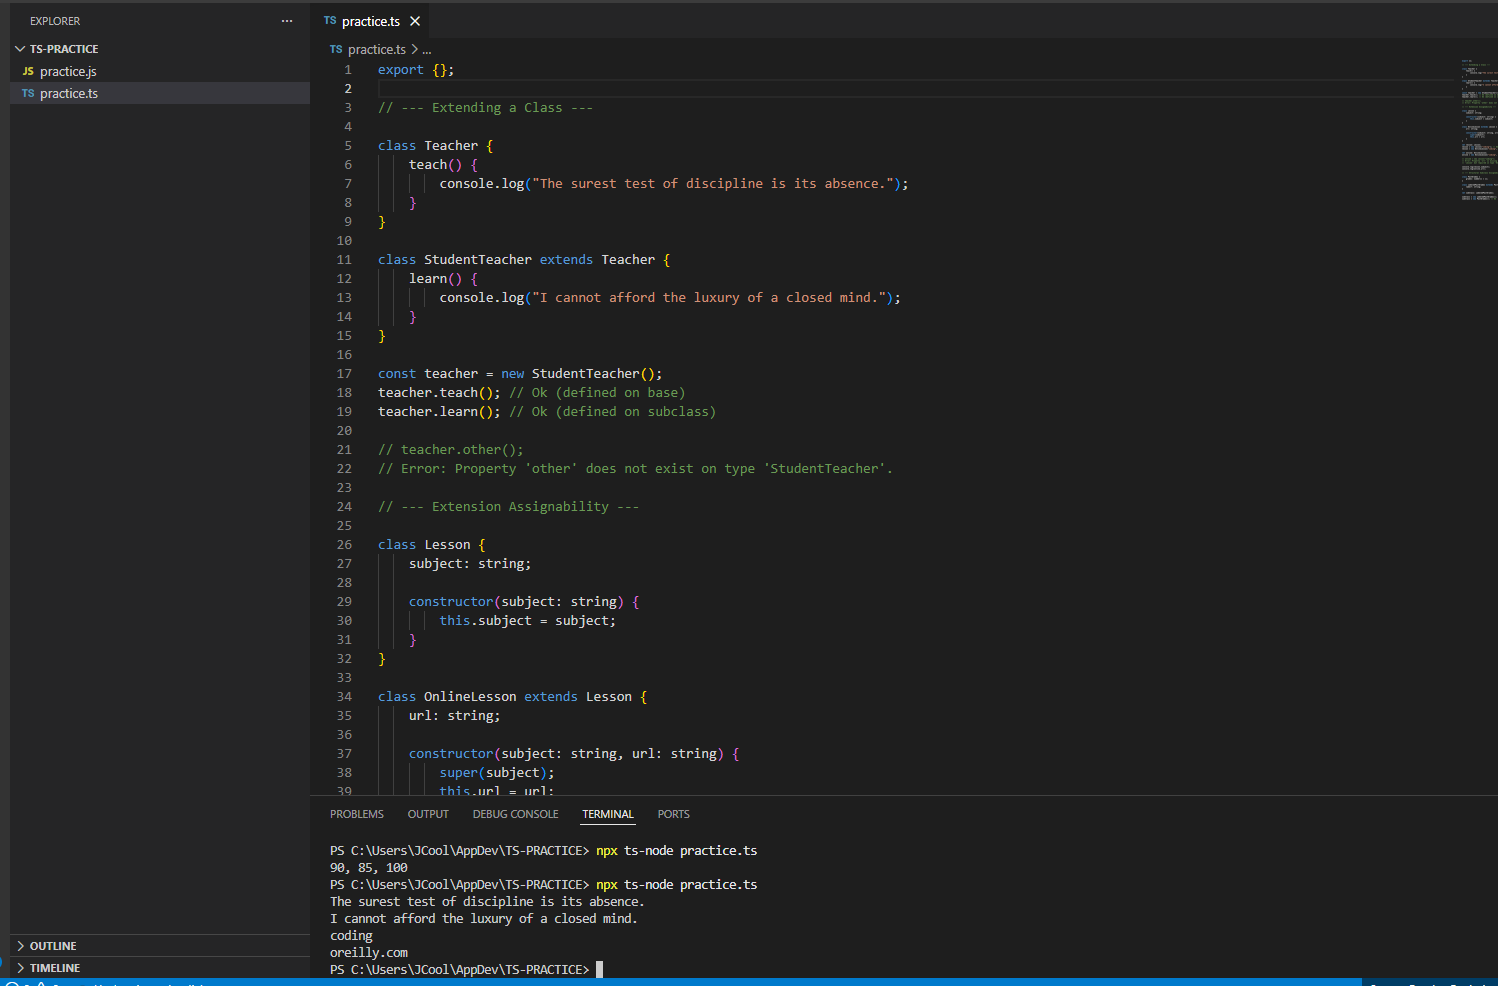 EXPLORER
TS-PRACTICE
JS practice.js
TS practice.ts
OUTLINE
TIMELINE
TS practice.ts
TS practice.ts > ...
1 export {};
2
3 // --- Extending a Class ---
4
5 class Teacher {
6 teach() {
7 console.log("The surest test of discipline is its absence.");
8 }
9 }
10
11 class StudentTeacher extends Teacher {
12 learn() {
13 console.log("I cannot afford the luxury of a closed mind.");
14 }
15 }
16
17 const teacher = new StudentTeacher();
18 teacher.teach(); // Ok (defined on base)
19 teacher.learn(); // Ok (defined on subclass)
20
21 // teacher.other();
22 // Error: Property 'other' does not exist on type 'StudentTeacher'.
23
24 // --- Extension Assignability ---
25
26 class Lesson {
27 subject: string;
28
29 constructor(subject: string) {
30 this.subject = subject;
31 }
32 }
33
34 class OnlineLesson extends Lesson {
35 url: string;
36
37 constructor(subject: string, url: string) {
38 super(subject);
39 this.url = url;
PROBLEMS OUTPUT DEBUG CONSOLE TERMINAL PORTS
PS C:\Users\JCool\AppDev\TS-PRACTICE> npx ts-node practice.ts
90, 85, 100
PS C:\Users\JCool\AppDev\TS-PRACTICE> npx ts-node practice.ts
The surest test of discipline is its absence.
I cannot afford the luxury of a closed mind.
coding
oreilly.com
PS C:\Users\JCool\AppDev\TS-PRACTICE>